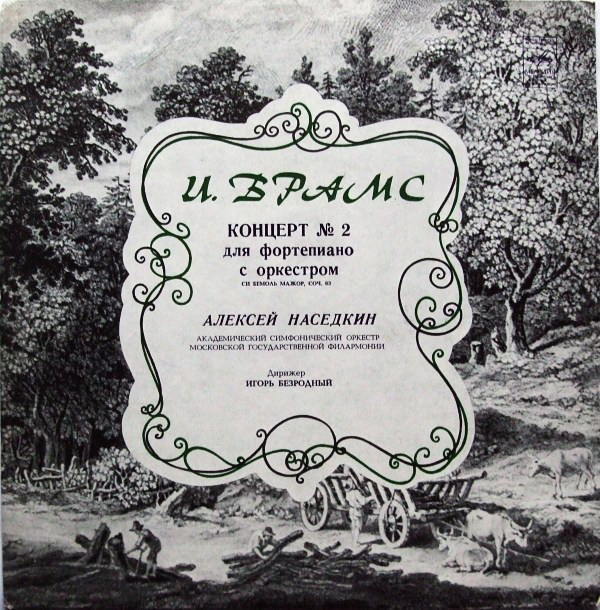 И. БРАМС
КОНЦЕРТ № 2
для фортепиано
с оркестром
СИ БЕМОЛЬ МАЖОР, СОЧ. 83
АЛЕКСЕЙ НАСЕДКИН
АКАДЕМИЧЕСКИЙ СИМФОНИЧЕСКИЙ ОРКЕСТР
МОСКОВСКОЙ ГОСУДАРСТВЕННОЙ ФИЛАРМОНИИ
Дирижер
ИГОРЬ БЕЗРОДНЫЙ